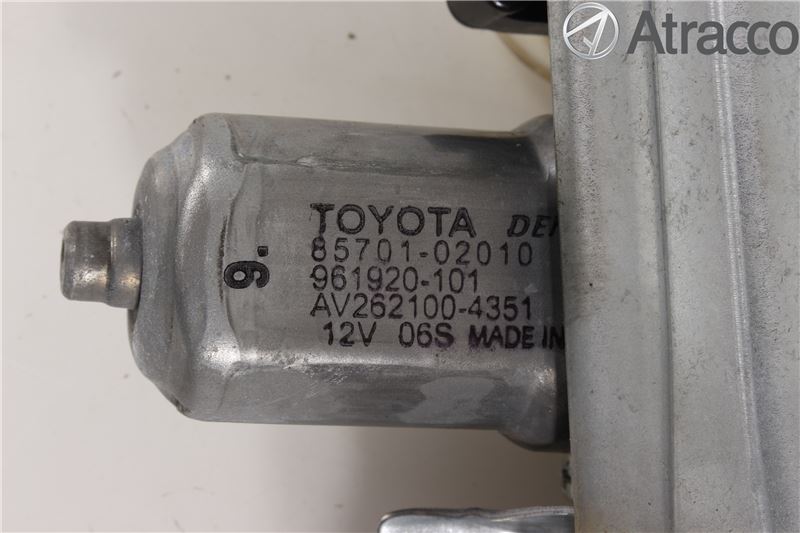 Atracco
TOYOTA
85701-02010
961920-101
AV262100-4351
12V 06S MADE IN
9.